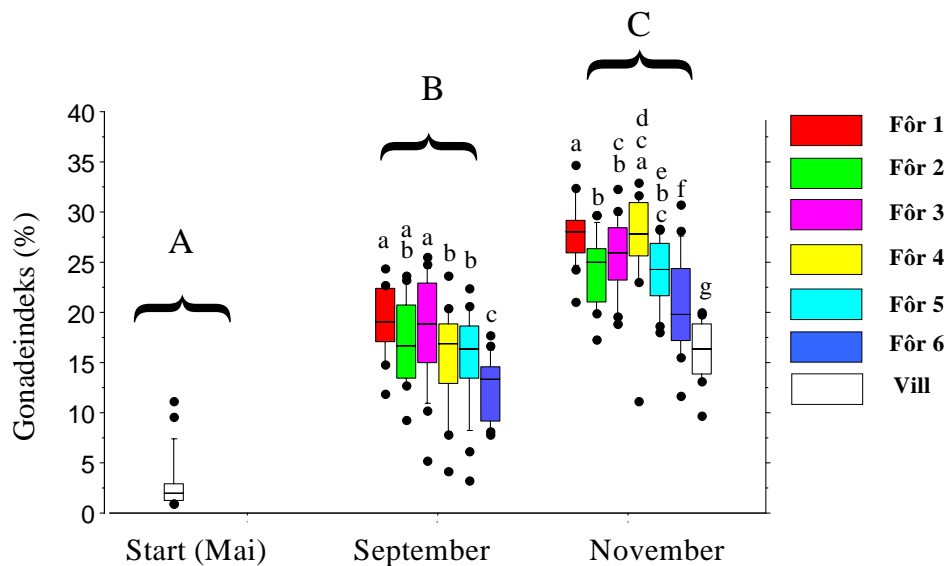 C
B
A
40
35
30
25
20
15
10
5
0
Gonadeindeks (%)
a
a
b
a
b
b
c
a
b
c
b
d
c
a
e
b
c
f
g
Start (Mai)
September
November
Fôr 1
Fôr 2
Fôr 3
Fôr 4
Fôr 5
Fôr 6
Vill